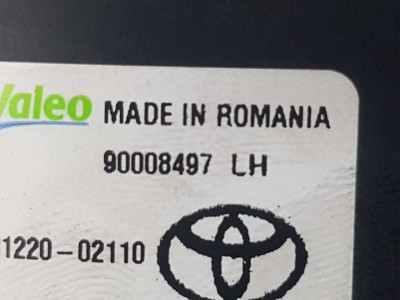 Valeo MADE IN ROMANIA
90008497 LH
1220-02110